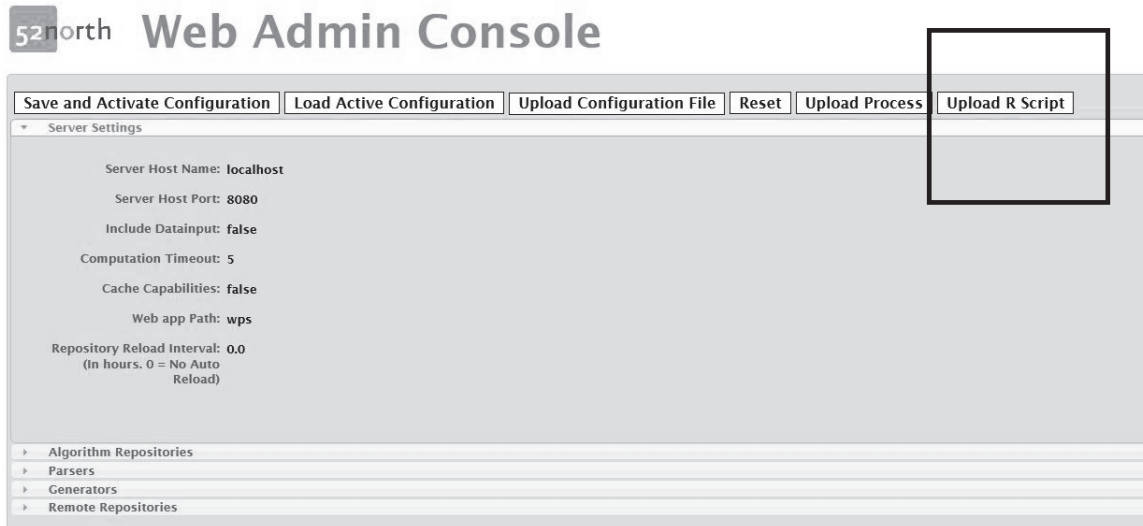 52north Web Admin Console
Save and Activate Configuration Load Active Configuration Upload Configuration File Reset Upload Process Upload R Script
Server Settings
Server Host Name: localhost
Server Host Port: 8080
Include Datainput: false
Computation Timeout: 5
Cache Capabilities: false
Web app Path: wps
Repository Reload Interval: 0.0
(In hours. 0 = No Auto
Reload)
Algorithm Repositories
Parsers
Generators
Remote Repositories